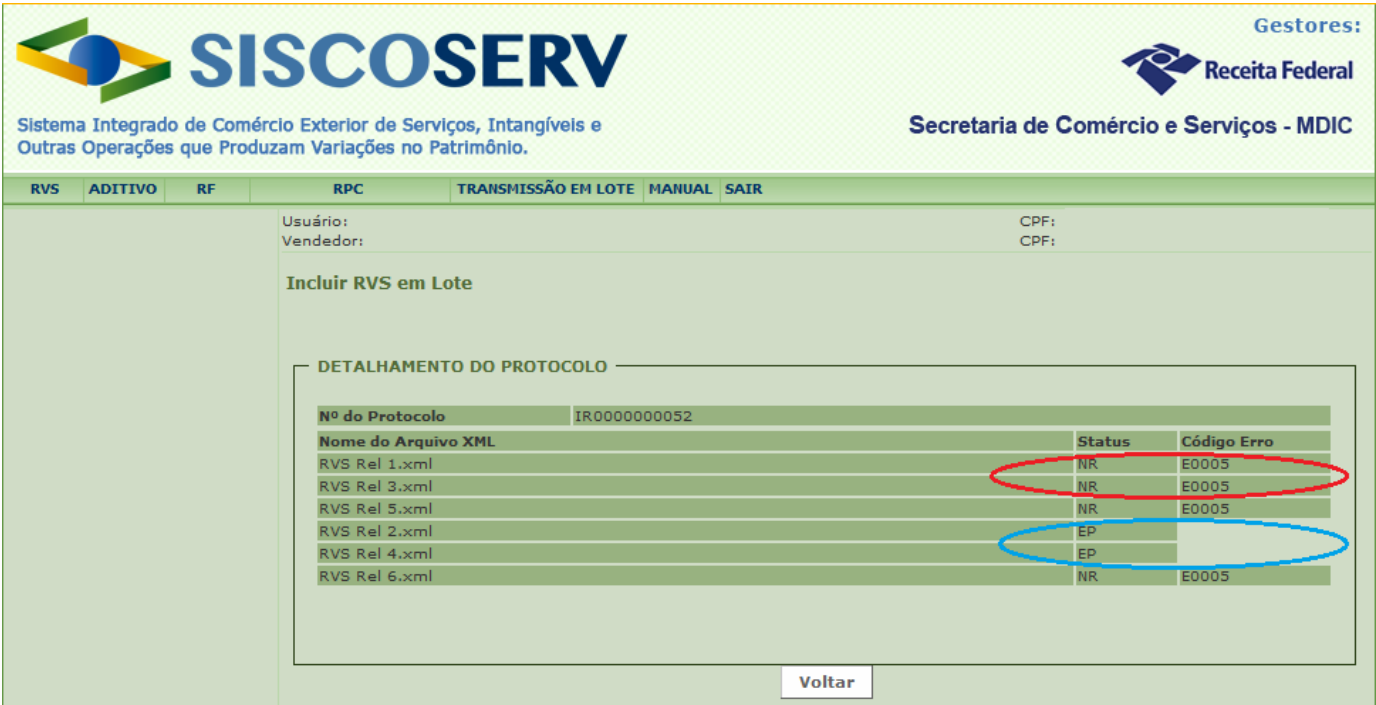 Gestores:
SISCOSERV
Receita Federal
Sistema Integrado de Comércio Exterior de Serviços, Intangíveis e
Outras Operações que Produzam Variações no Patrimônio.
Secretaria de Comércio e Serviços - MDIC
RVS ADITIVO RF RPC TRANSMISSÃO EM LOTE MANUAL SAIR
Usuário: CPF:
Vendedor: CPF:
Incluir RVS em Lote
DETALHAMENTO DO PROTOCOLO
Nº do Protocolo IR0000000052
Nome do Arquivo XML Status Código Erro
RVS Rel 1.xml NR E0005
RVS Rel 3.xml NR E0005
RVS Rel 5.xml NR E0005
RVS Rel 2.xml EP
RVS Rel 4.xml EP
RVS Rel 6.xml NR E0005
Voltar